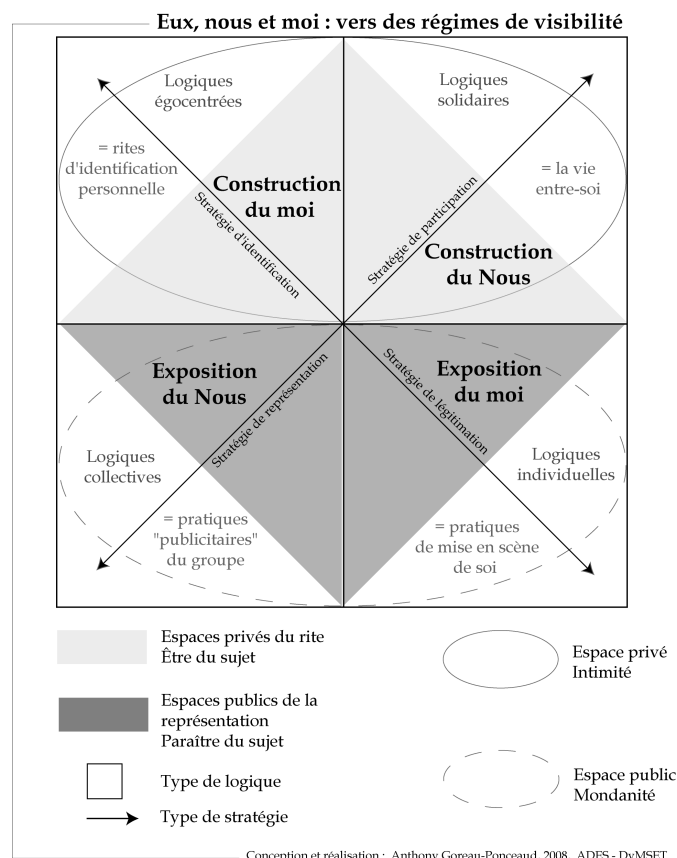 Eux, nous et moi : vers des régimes de visibilité
Logiques
égocentrées
= rites
d'identification
personnelle
Construction
du moi
Stratégie d'identification
Logiques
solidaires
= la vie
entre-soi
Stratégie de participation
Construction
du Nous
Exposition
du Nous
Stratégie de représentation
Logiques
collectives
= pratiques
"publicitaires"
du groupe
Exposition
du moi
Stratégie de légitimation
Logiques
individuelles
= pratiques
de mise en scène
de soi
Espaces privés du rite
Être du sujet
Espaces publics de la
représentation
Paraître du sujet
Type de logique
Type de stratégie
Espace privé
Intimité
Espace public
Mondanité
Conception et réalisation : Anthony Goreau-Ponceaud, 2008, ADES - DyMSET